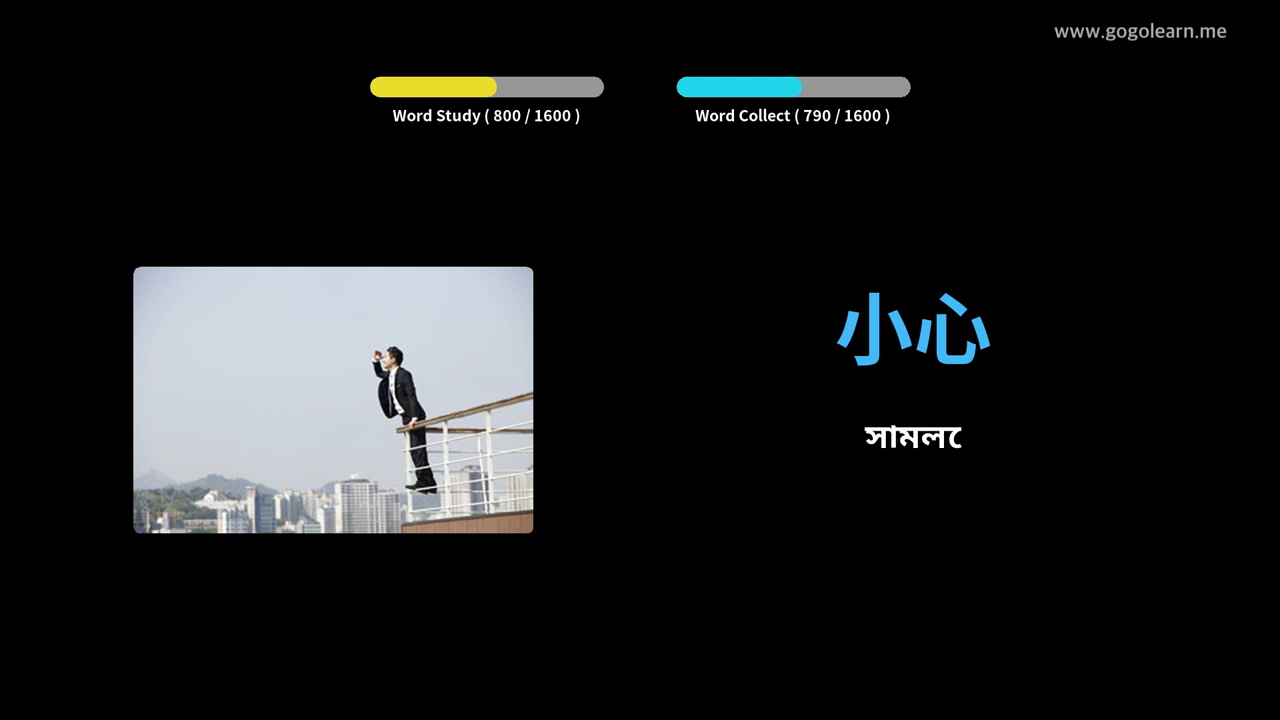 www.gogolearn.me
Word Study ( 800 / 1600 )
Word Collect ( 790 / 1600 )
小心
সামলে